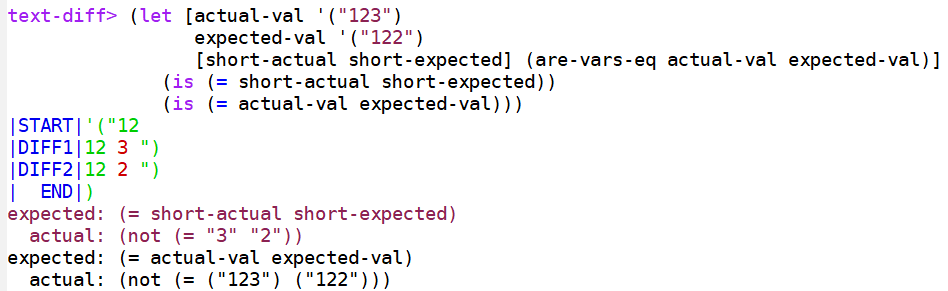 text-diff> (let [actual-val '("123")
expected-val '("122")
[short-actual short-expected] (are-vars-eq actual-val expected-val)]
(is (= short-actual short-expected))
(is (= actual-val expected-val)))
|START|'("12
|DIFF1|12 3 ")
|DIFF2|12 2 ")
|  END|)
expected: (= short-actual short-expected)
actual: (not (= "3" "2"))
expected: (= actual-val expected-val)
actual: (not (= ("123") ("122")))